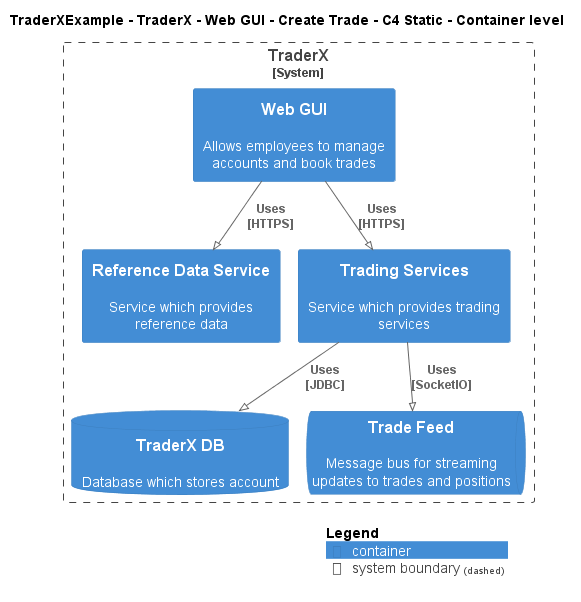 TraderXExample - TraderX - Web GUI - Create Trade - C4 Static - Container level
TraderX
[System]
Web GUI
Allows employees to manage
accounts and book trades
Uses
[HTTPS]
Uses
[HTTPS]
Reference Data Service
Service which provides
reference data
Trading Services
Service which provides trading
services
Uses
[JDBC]
Uses
[SocketIO]
TraderX DB
Database which stores account
Trade Feed
Message bus for streaming
updates to trades and positions
Legend
container
system boundary (dashed)